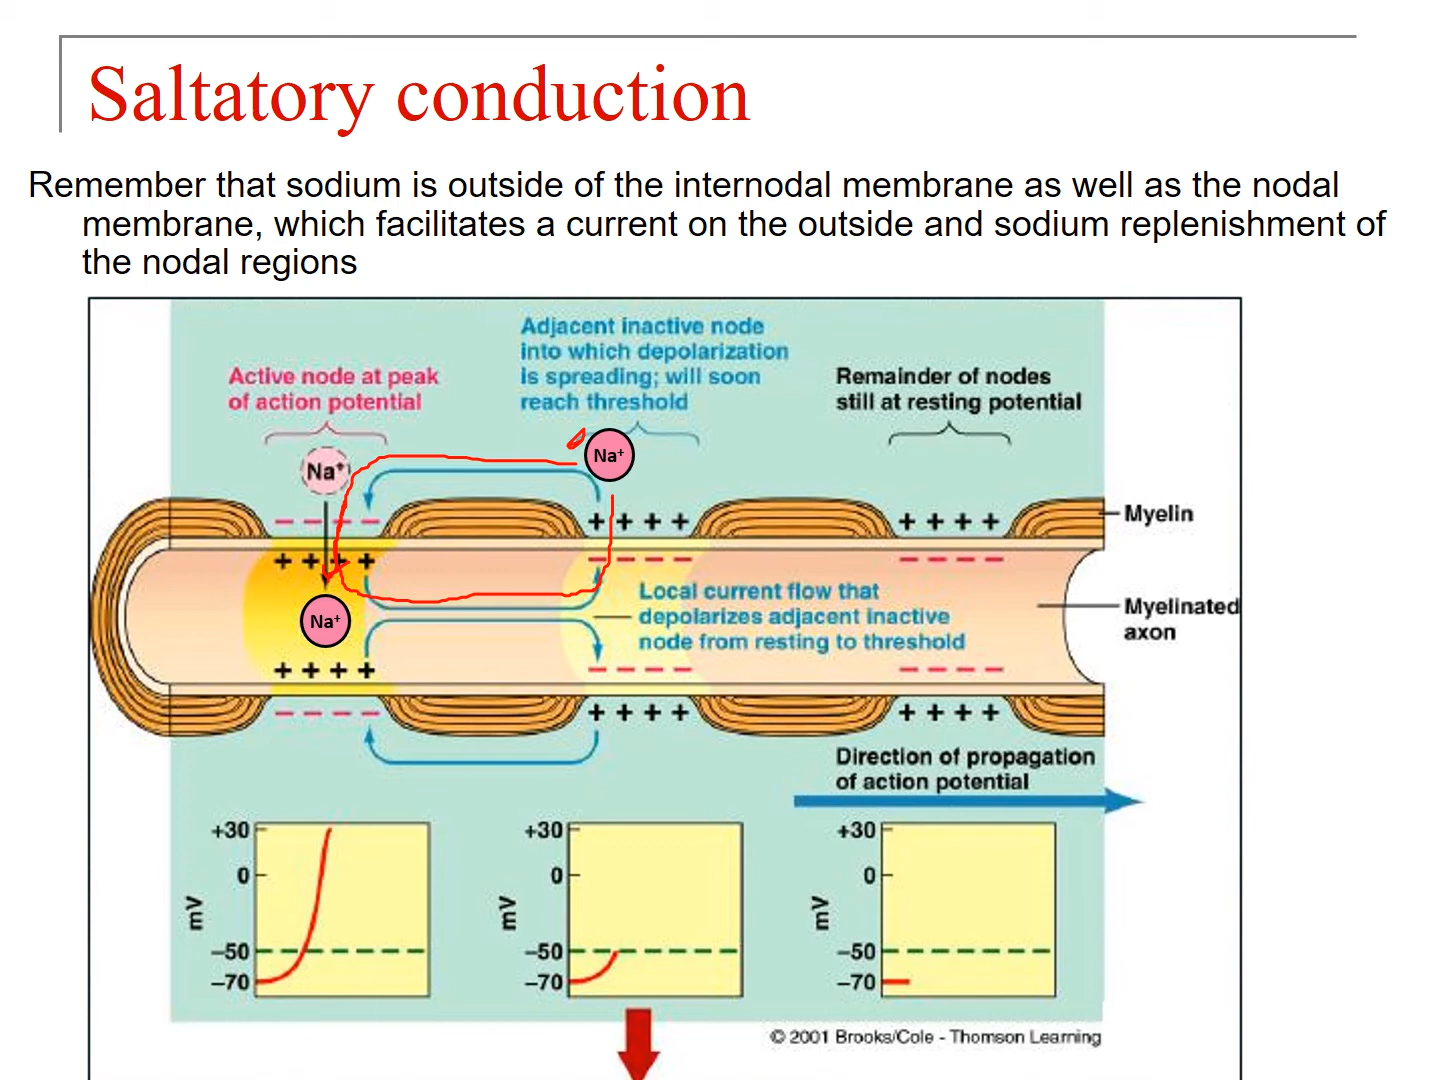 Saltatory conduction
Remember that sodium is outside of the internodal membrane as well as the nodal
membrane, which facilitates a current on the outside and sodium replenishment of
the nodal regions
Adjacent inactive node
into which depolarization
is spreading; will soon
reach threshold
Active node at peak
of action potential
Remainder of nodes
still at resting potential
Na⁺
Na⁺
– – – – –
+ + + +
+ + + +
Myelin
+ + + +
– – – –
– – – –
Na⁺
Local current flow that
depolarizes adjacent inactive
node from resting to threshold
Myelinated
axon
+ + + +
– – – –
– – – –
– – – – –
+ + + +
+ + + +
Direction of propagation
of action potential
+30
0
mV
–50
–70
+30
0
mV
–50
–70
+30
0
mV
–50
–70
© 2001 Brooks/Cole - Thomson Learning